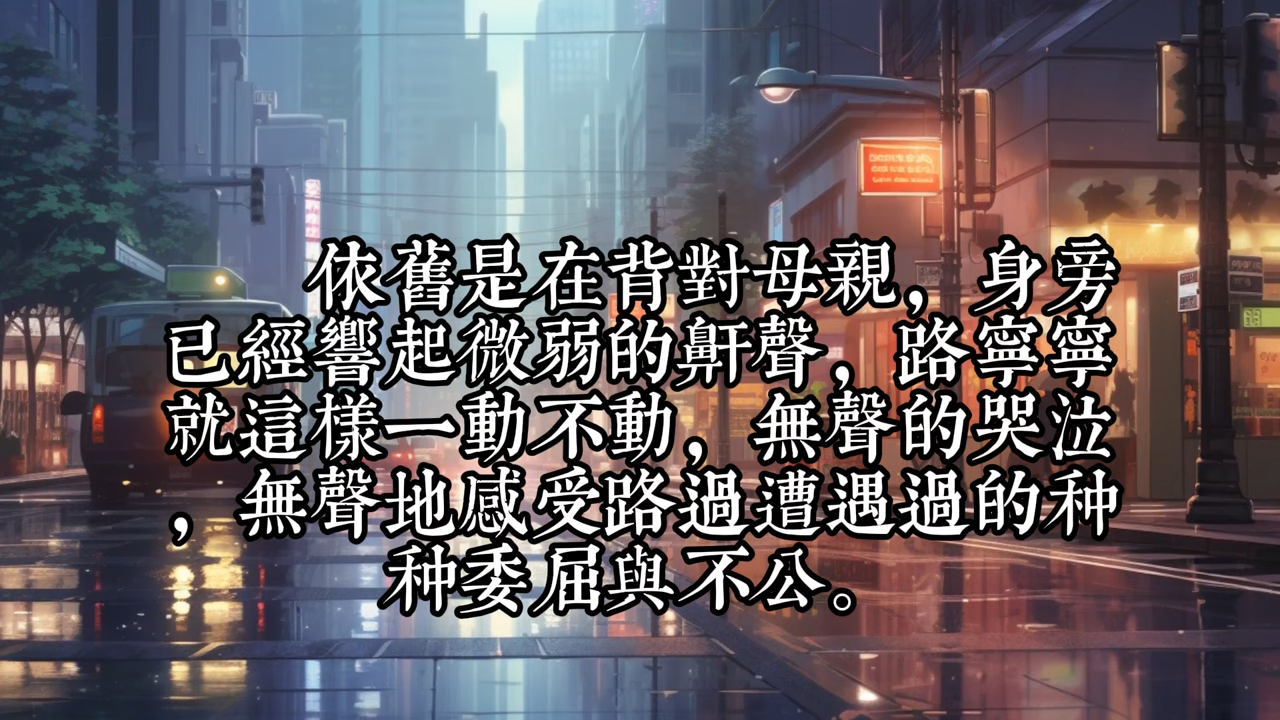 依舊是在背對母親，身旁
已經響起微弱的鼾聲，路寧寧
就這樣一動不動，無聲的哭泣
，無聲地感受路過遭遇過的种
种委屈與不公。